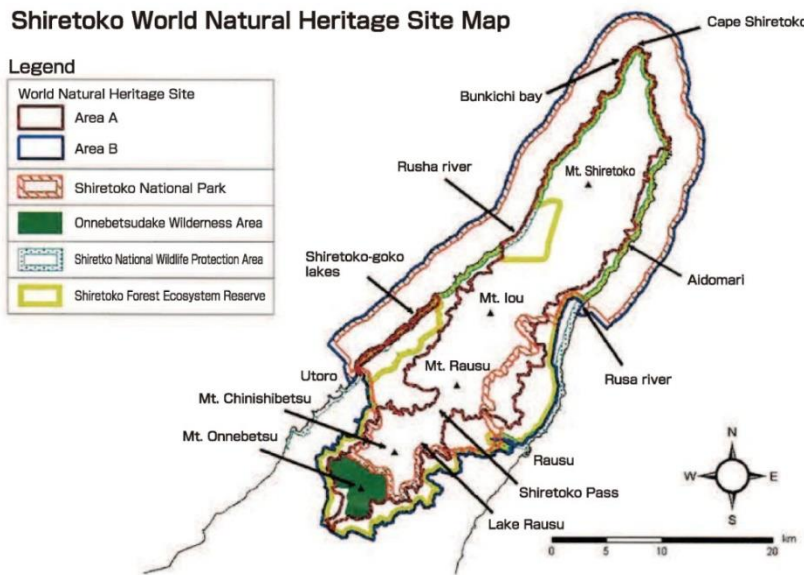 Shiretoko World Natural Heritage Site Map
Legend
World Natural Heritage Site
Area A
Area B
Shiretoko National Park
Onnebetsudake Wilderness Area
Shiretko National Wildlife Protection Area
Shiretoko Forest Ecosystem Reserve
Cape Shiretoko
Bunkichi bay
Mt. Shiretoko
Rusha river
Shiretoko-goko
lakes
Aidomari
Mt. Iou
Mt. Rausu
Utoro
Rusa river
Mt. Chinishibetsu
Mt. Onnebetsu
Rausu
Shiretoko Pass
Lake Rausu
N
W
E
S
km
0 5 10 20